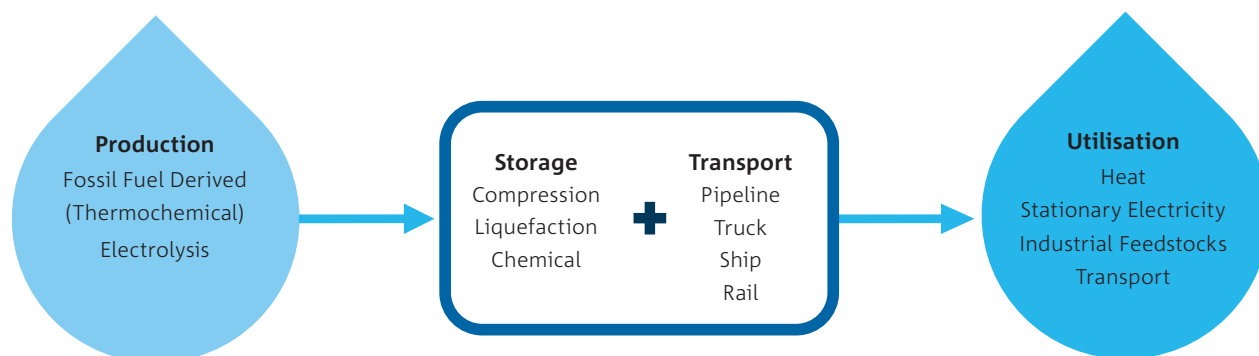 Production
Fossil Fuel Derived
(Thermochemical)
Electrolysis
Storage
Compression
Liquefaction
Chemical
Transport
Pipeline
Truck
Ship
Rail
Utilisation
Heat
Stationary Electricity
Industrial Feedstocks
Transport